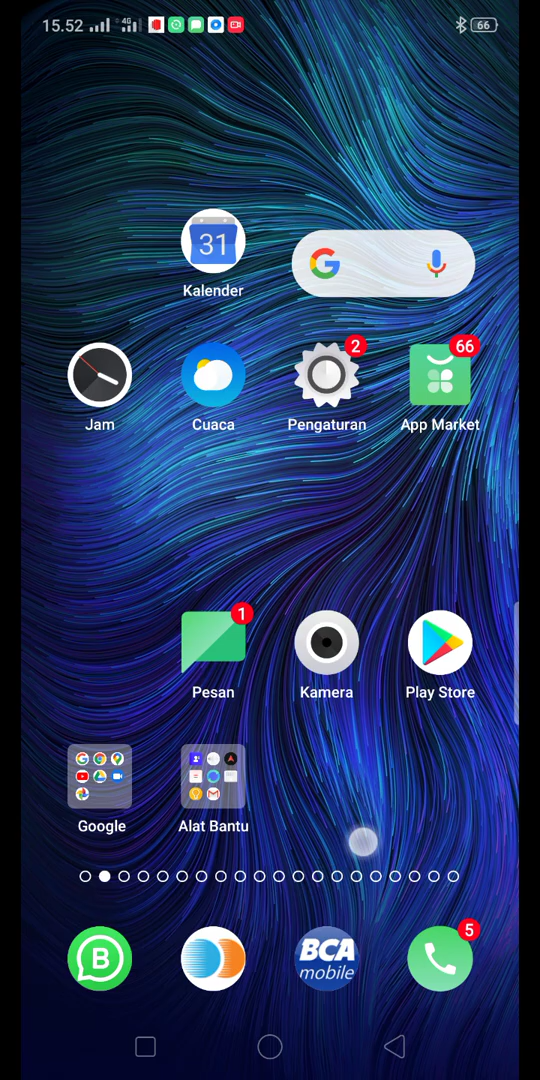 15.52 4G 66
31
Kalender
2
66
Jam
Cuaca
Pengaturan
App Market
1
Pesan
Kamera
Play Store
Google
Alat Bantu
5
B
BCA
mobile